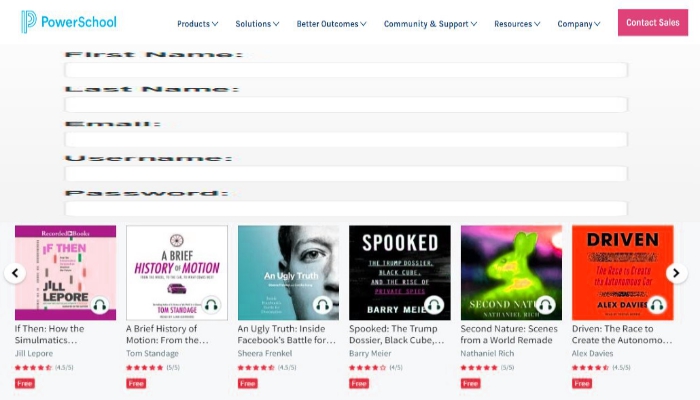 PowerSchool
Products Solutions Better Outcomes Community & Support Resources Company Contact Sales
First Name:
Last Name:
Email:
Username:
Password:
Recorded Books
IF THEN
JILL
LEPORE
A BRIEF
HISTORY of MOTION
TOM STANDAGE
An Ugly Truth
SPOOKED
THE TRUMP DOSSIER,
BLACK CUBE,
AND THE RISE OF
PRIVATE SPIES
BARRY MEIER
SECOND NATURE
NATHANIEL RICH
DRIVEN
The Race to Create
the Autonomous Car
ALEX DAVIES
If Then: How the
Simulmatics...
Jill Lepore
(4.5/5)
Free
A Brief History of
Motion: From the...
Tom Standage
(5/5)
Free
An Ugly Truth: Inside
Facebook's Battle for...
Sheera Frenkel
(4.5/5)
Free
Spooked: The Trump
Dossier, Black Cube,...
Barry Meier
(4/5)
Free
Second Nature: Scenes
from a World Remade
Nathaniel Rich
(5/5)
Free
Driven: The Race to
Create the Autonomo...
Alex Davies
(4.5/5)
Free